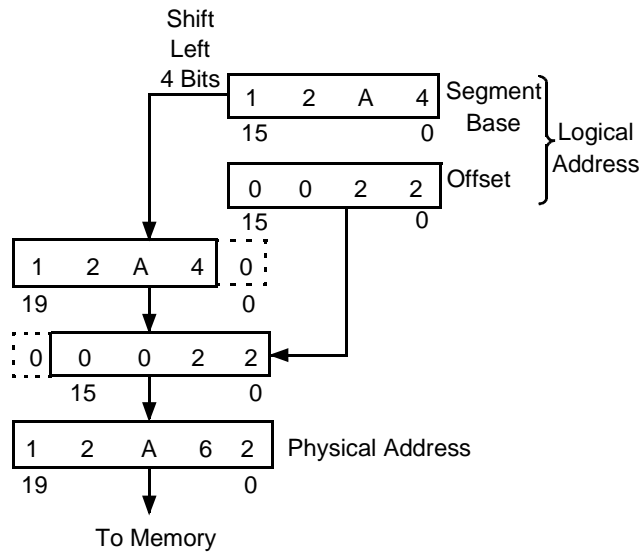 Shift
Left
4 Bits
1 2 A 4
Segment
Base
15 0
Logical
Address
0 0 2 2
Offset
15 0
1 2 A 4 0
19 0
0 0 0 2 2
15 0
1 2 A 6 2
Physical Address
19 0
To Memory